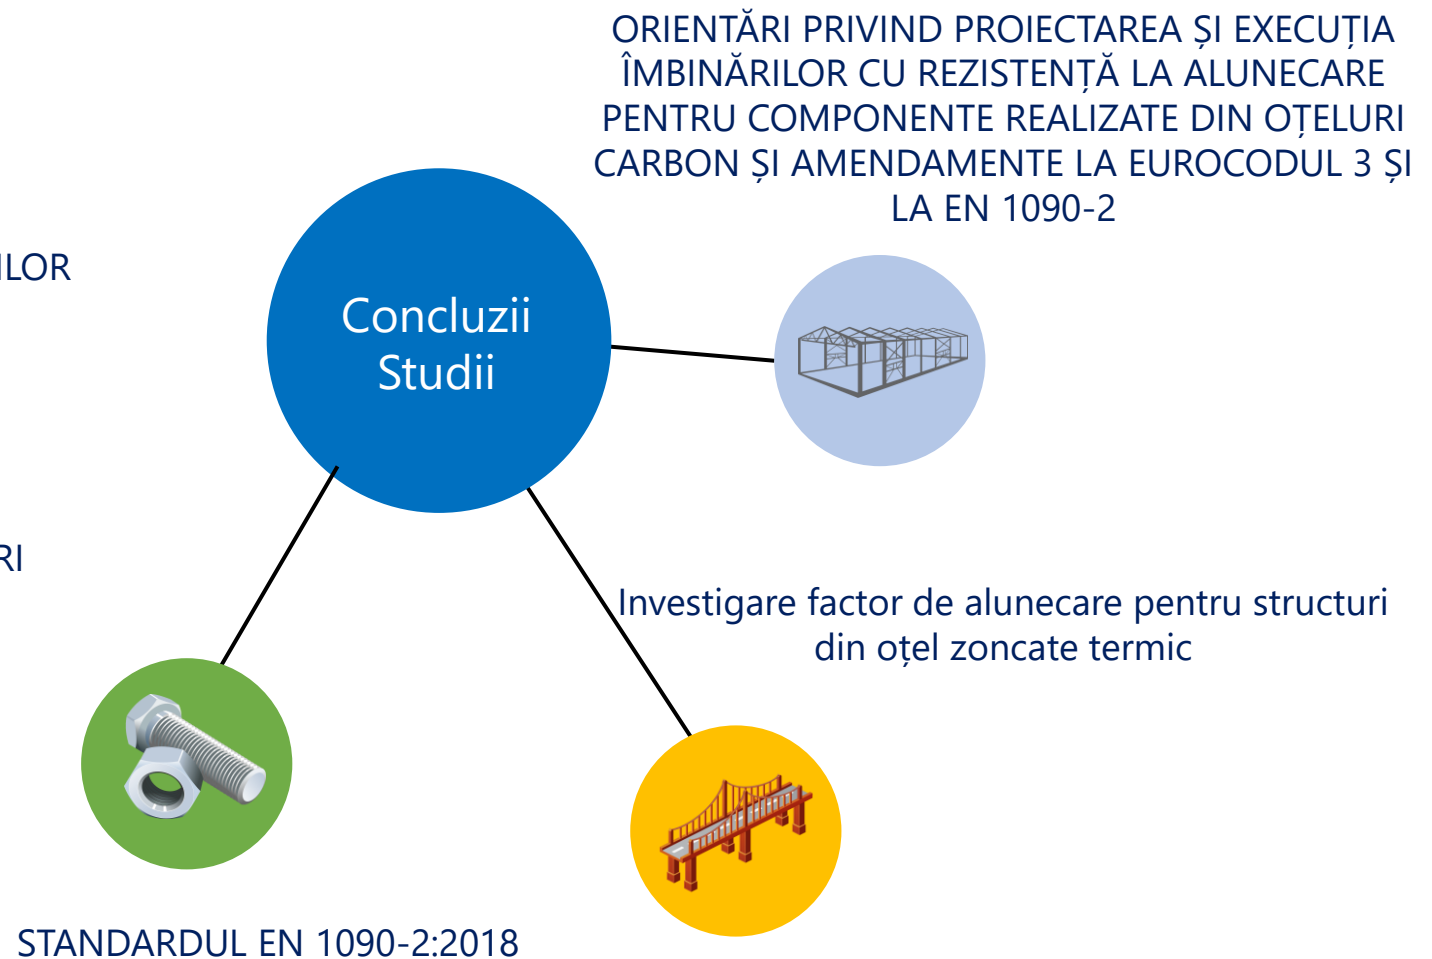 ORIENTĂRI PRIVIND PROIECTAREA ȘI EXECUȚIA
ÎMBINĂRILOR CU REZISTENȚĂ LA ALUNECARE
PENTRU COMPONENTE REALIZATE DIN OȚELURI
CARBON ȘI AMENDAMENTE LA EUROCODUL 3 ȘI
LA EN 1090-2
Concluzii
Studii
Investigare factor de alunecare pentru structuri
din oțel zoncate termic
STANDARDUL EN 1090-2:2018